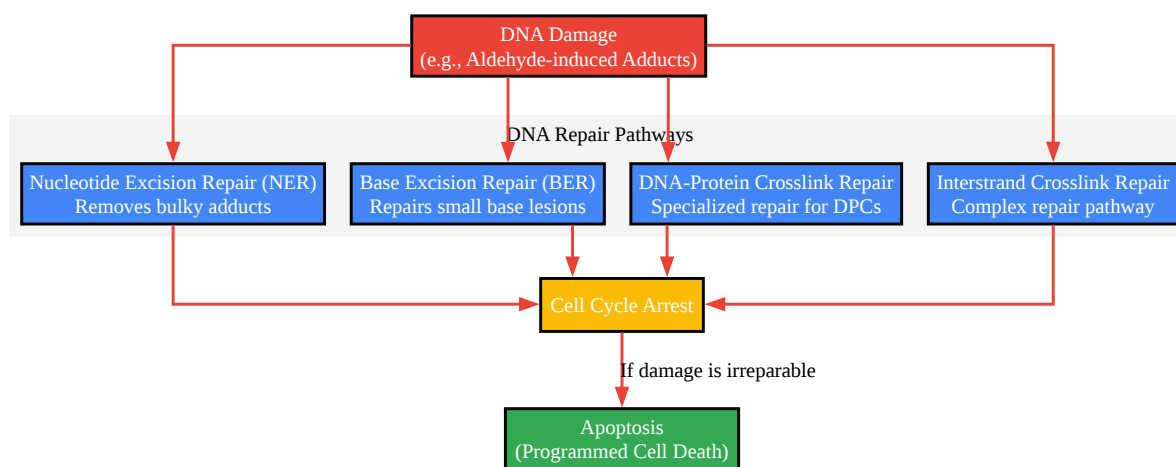 DNA Damage
(e.g., Aldehyde-induced Adducts)
DNA Repair Pathways
Nucleotide Excision Repair (NER)
Removes bulky adducts
Base Excision Repair (BER)
Repairs small base lesions
DNA-Protein Crosslink Repair
Specialized repair for DPCs
Interstrand Crosslink Repair
Complex repair pathway
Cell Cycle Arrest
If damage is irreparable
Apoptosis
(Programmed Cell Death)